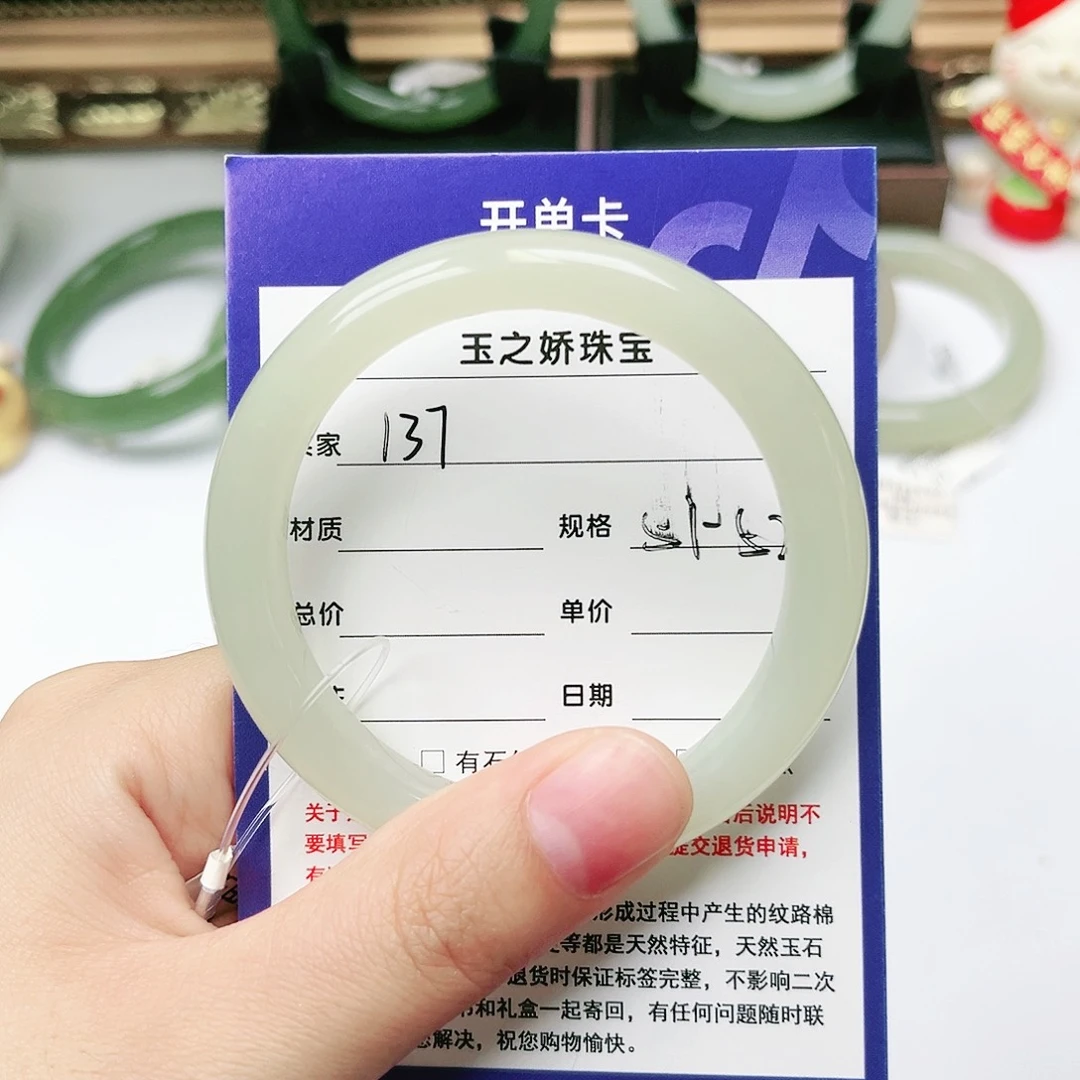 开单卡
玉之娇珠宝
家 137
材质 规格
总价 单价
日期
有石
关于 后说明不
要填写 提交退货申请，
有
形成过程中产生的纹路棉
等都是天然特征，天然玉石
退货时保证标签完整，不影响二次
和礼盒一起寄回，有任何问题随时联
解决，祝您购物愉快。